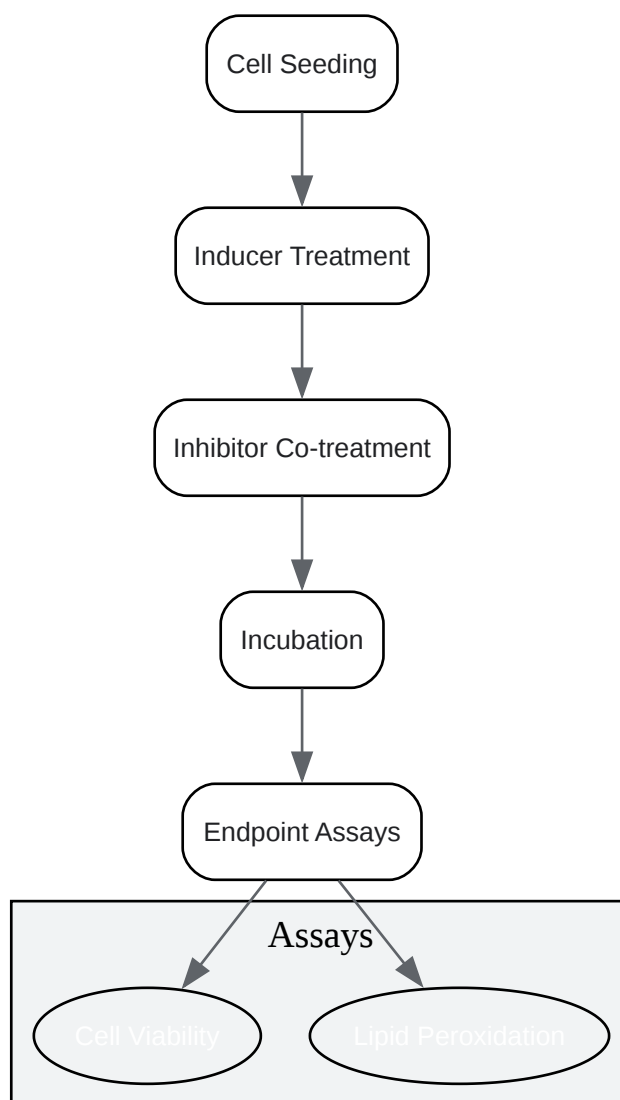 Cell Seeding
Inducer Treatment
Inhibitor Co-treatment
Incubation
Endpoint Assays
Assays
Cell Viability
Lipid Peroxidation